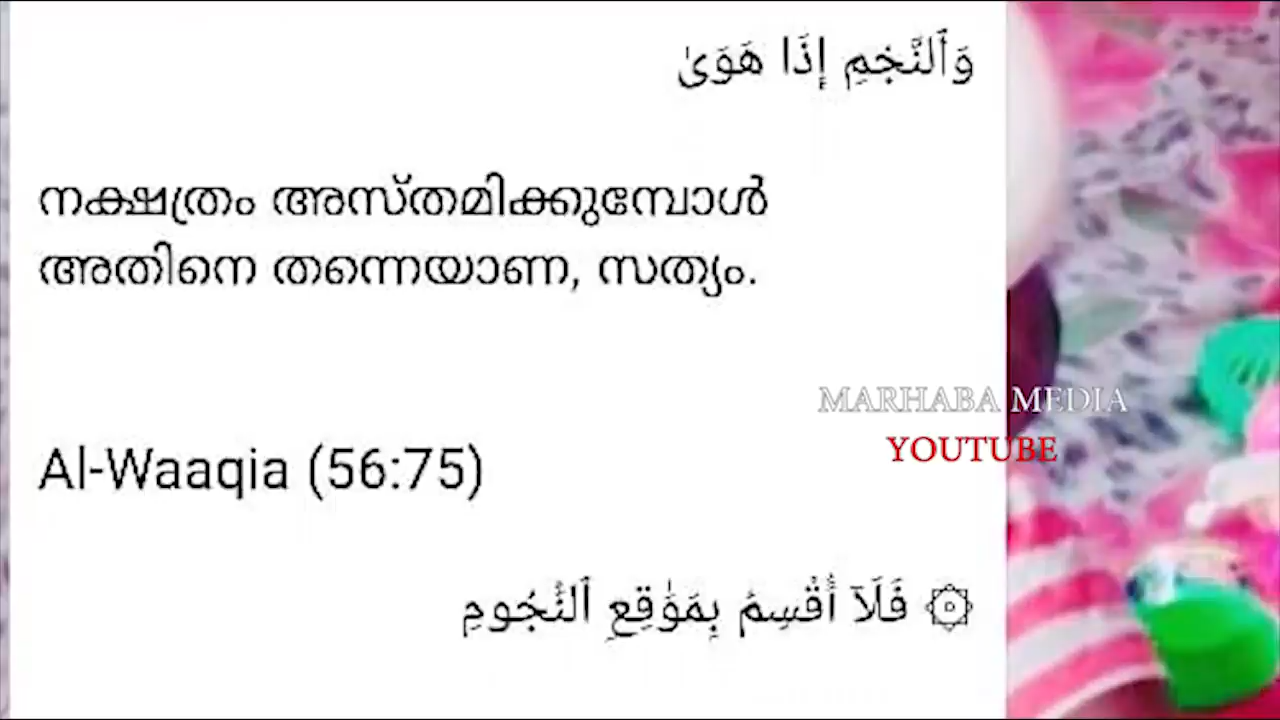 وَٱلنَّجْمِ إِذَا هَوَىٰ
നക്ഷത്രം അസ്തമിക്കുമ്പോൾ
അതിനെ തന്നെയാണ, സത്യം.
MARHABA MEDIA
YOUTUBE
Al-Waaqia (56:75)
۞ فَلَآ أُقْسِمُ بِمَوَٰقِعِ ٱلنُّجُومِ